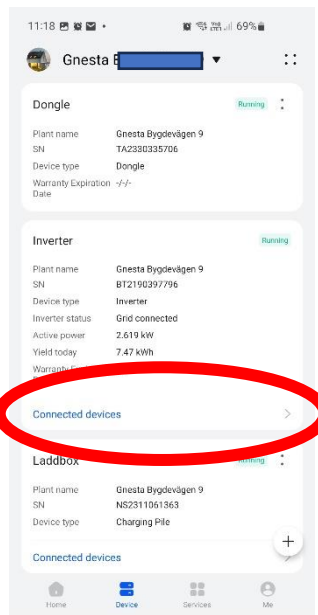 11:18
69%
Gnesta
Dongle
Running
Plant name Gnesta Bygdevägen 9
SN TA2330335706
Device type Dongle
Warranty Expiration -/-/-
Date
Inverter
Running
Plant name Gnesta Bygdevägen 9
SN BT2190397796
Device type Inverter
Inverter status Grid connected
Active power 2.619 kW
Yield today 7.47 kWh
Warranty
Connected devices
Laddbox
Running
Plant name Gnesta Bygdevägen 9
SN NS2311061363
Device type Charging Pile
Connected devices
Home Device Services Me